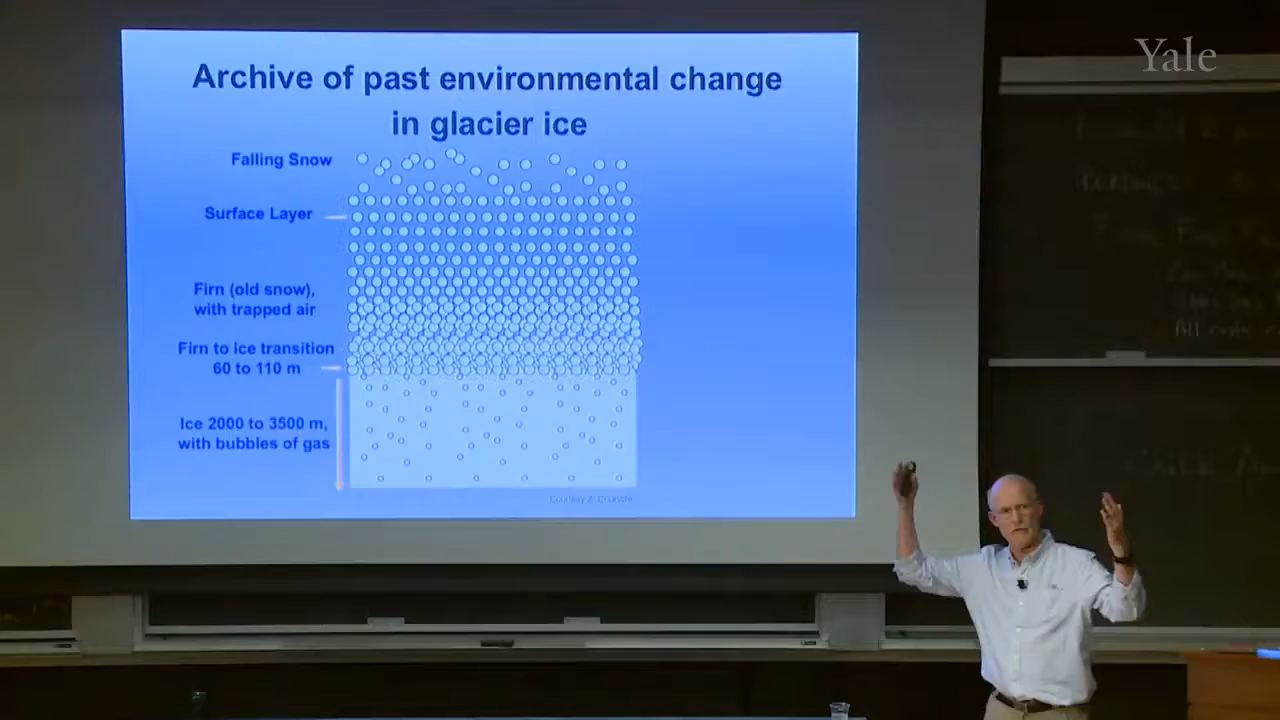 Yale
Archive of past environmental change
in glacier ice
Falling Snow
Surface Layer
Firn (old snow),
with trapped air
Firn to ice transition
60 to 110 m
Ice 2000 to 3500 m,
with bubbles of gas